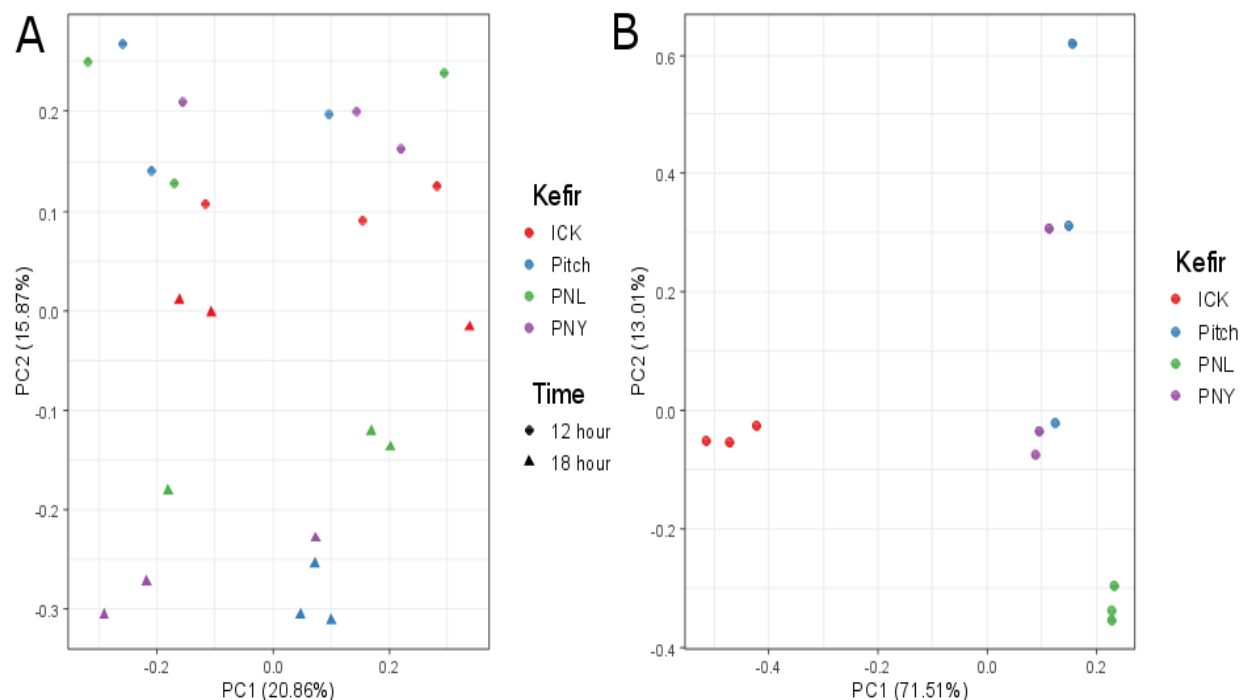 A
PC2 (15.87%)
0.2
0.1
0.0
-0.1
-0.2
-0.3
-0.2
0.0
0.2
PC1 (20.86%)
Kefir
ICK
Pitch
PNL
PNY
Time
12 hour
18 hour
B
PC2 (13.01%)
0.6
0.4
0.2
0.0
-0.2
-0.4
-0.4
-0.2
0.0
0.2
PC1 (71.51%)
Kefir
ICK
Pitch
PNL
PNY